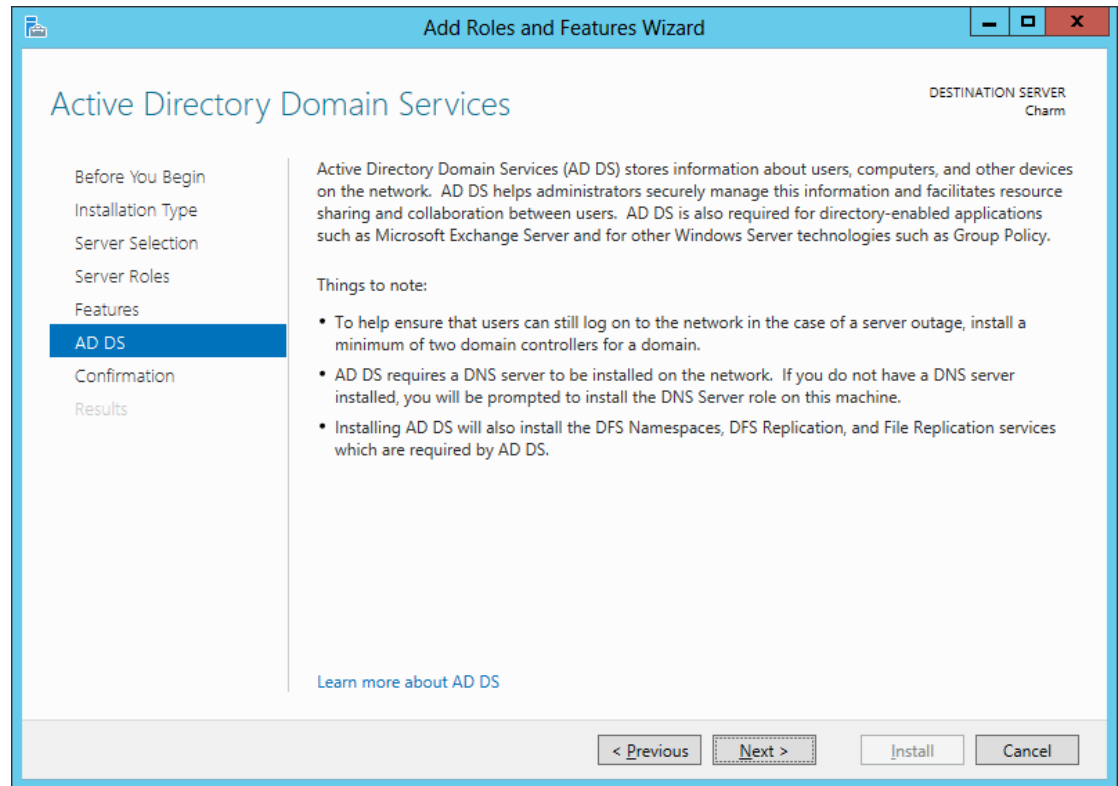 Add Roles and Features Wizard
Active Directory Domain Services
DESTINATION SERVER
Charm
Before You Begin
Installation Type
Server Selection
Server Roles
Features
AD DS
Confirmation
Results
Active Directory Domain Services (AD DS) stores information about users, computers, and other devices
on the network.  AD DS helps administrators securely manage this information and facilitates resource
sharing and collaboration between users.  AD DS is also required for directory-enabled applications
such as Microsoft Exchange Server and for other Windows Server technologies such as Group Policy.
Things to note:
• To help ensure that users can still log on to the network in the case of a server outage, install a
minimum of two domain controllers for a domain.
• AD DS requires a DNS server to be installed on the network.  If you do not have a DNS server
installed, you will be prompted to install the DNS Server role on this machine.
• Installing AD DS will also install the DFS Namespaces, DFS Replication, and File Replication services
which are required by AD DS.
Learn more about AD DS
< Previous
Next >
Install
Cancel